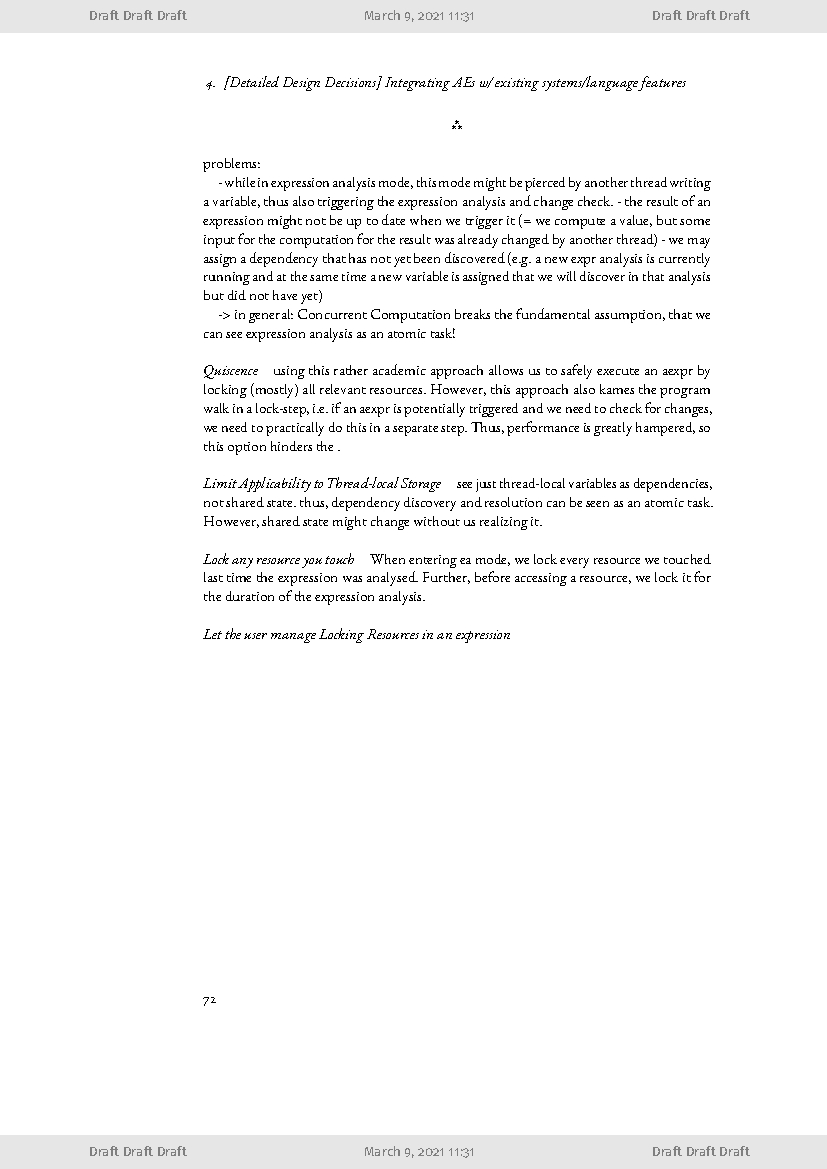 Draft Draft Draft March 9, 2021 11:31 Draft Draft Draft
4. [Detailed Design Decisions] Integrating AEs w/ existing systems/language features
⁂
problems:
- while in expression analysis mode, this mode might be pierced by another thread writing
a variable, thus also triggering the expression analysis and change check. - the result of an
expression might not be up to date when we trigger it (= we compute a value, but some
input for the computation for the result was already changed by another thread) - we may
assign a dependency that has not yet been discovered (e.g. a new expr analysis is currently
running and at the same time a new variable is assigned that we will discover in that analysis
but did not have yet)
-> in general: Concurrent Computation breaks the fundamental assumption, that we
can see expression analysis as an atomic task!
Quiscence using this rather academic approach allows us to safely execute an aexpr by
locking (mostly) all relevant resources. However, this approach also kames the program
walk in a lock-step, i.e. if an aexpr is potentially triggered and we need to check for changes,
we need to practically do this in a separate step. Thus, performance is greatly hampered, so
this option hinders the .
Limit Applicability to Thread-local Storage see just thread-local variables as dependencies,
not shared state. thus, dependency discovery and resolution can be seen as an atomic task.
However, shared state might change without us realizing it.
Lock any resource you touch When entering ea mode, we lock every resource we touched
last time the expression was analysed. Further, before accessing a resource, we lock it for
the duration of the expression analysis.
Let the user manage Locking Resources in an expression
72
Draft Draft Draft March 9, 2021 11:31 Draft Draft Draft